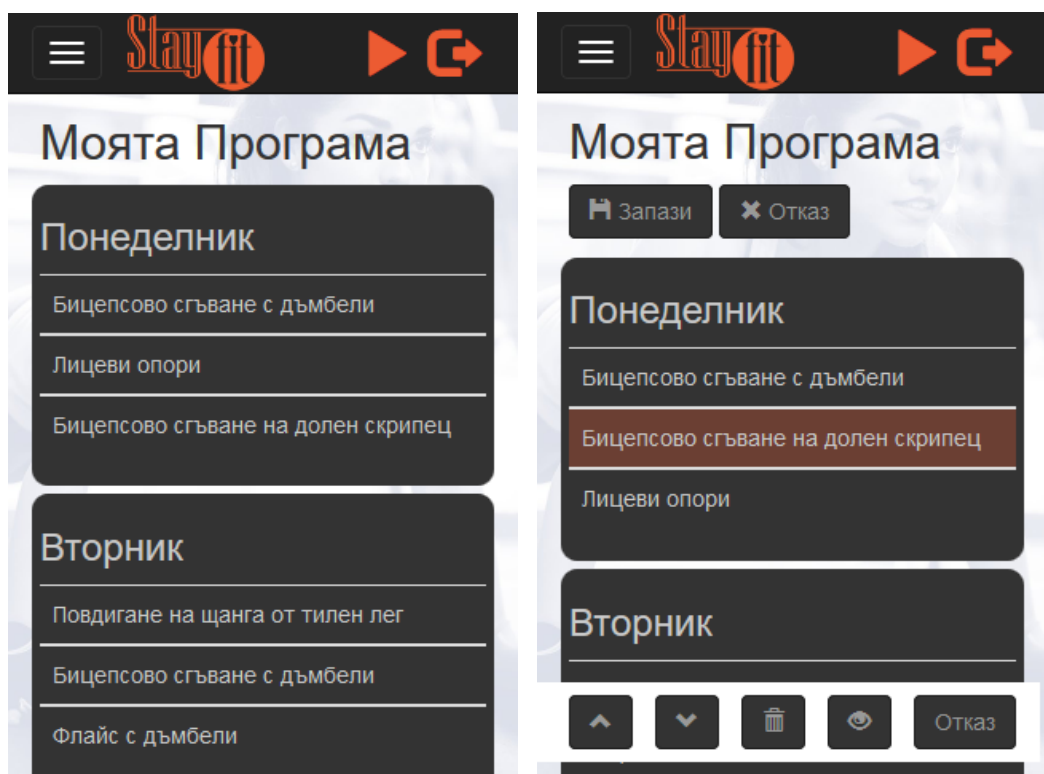 Stay fit
Моята Програма
Понеделник
Бицепсово сгъване с дъмбели
Лицеви опори
Бицепсово сгъване на долен скрипец
Вторник
Повдигане на щанга от тилен лег
Бицепсово сгъване с дъмбели
Флайс с дъмбели
Stay fit
Моята Програма
Запази Отказ
Понеделник
Бицепсово сгъване с дъмбели
Бицепсово сгъване на долен скрипец
Лицеви опори
Вторник
Отказ